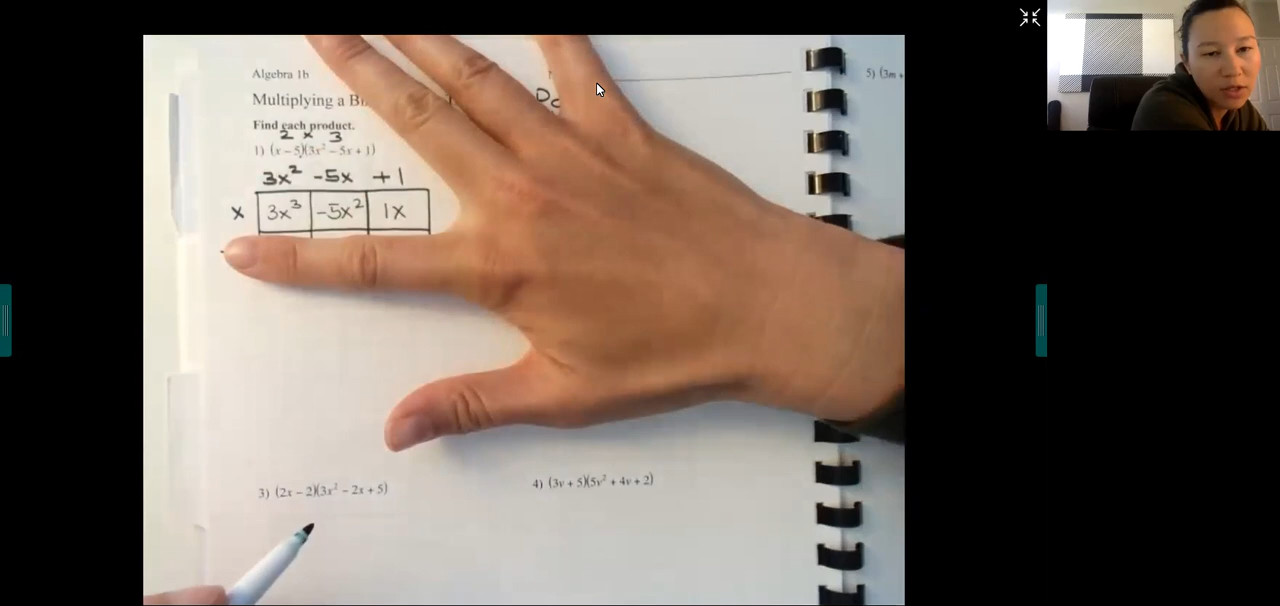 Algebra 1b
Multiplying a
Find each product.
2 x 3
1) (x − 5)(3x² − 5x + 1)
3x² -5x +1
x 3x³ -5x² 1x
3) (2x − 2)(3x² − 2x + 5)
4) (3v + 5)(5v² + 4v + 2)
5) (3m +